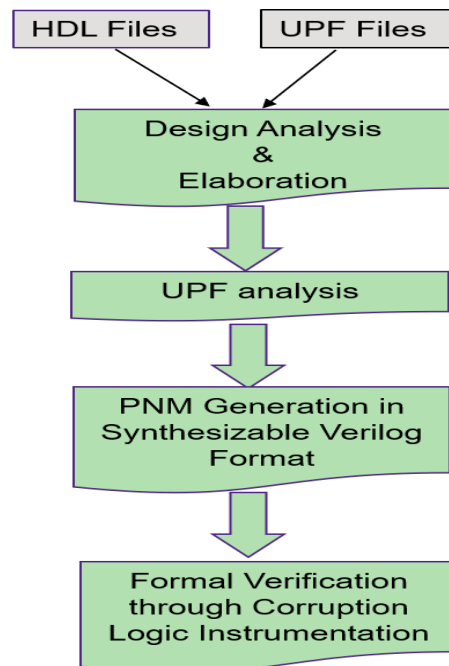 HDL Files
UPF Files
Design Analysis
&
Elaboration
UPF analysis
PNM Generation in
Synthesizable Verilog
Format
Formal Verification
through Corruption
Logic Instrumentation